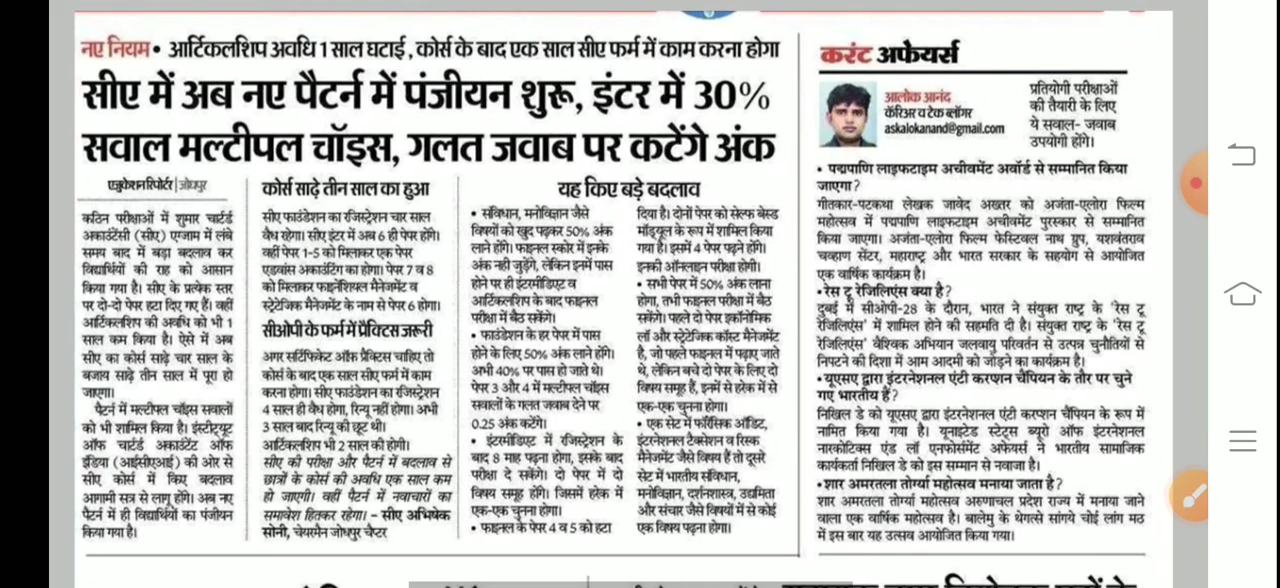 नए नियम • आर्टिकलशिप अवधि 1 साल घटाई, कोर्स के बाद एक साल सीए फर्म में काम करना होगा
सीए में अब नए पैटर्न में पंजीयन शुरू, इंटर में 30%
सवाल मल्टीपल चॉइस, गलत जवाब पर कटेंगे अंक
एजुकेशन रिपोर्टर | जोधपुर
कठिन परीक्षाओं में शुमार चार्टर्ड
अकाउंटेंसी (सीए) एग्जाम में लंबे
समय बाद में बड़ा बदलाव कर
विद्यार्थियों की राह को आसान
किया गया है। सीए के प्रत्येक स्तर
पर दो-दो पेपर हटा दिए गए हैं। वहीं
आर्टिकलशिप की अवधि को भी 1
साल कम किया है। ऐसे में अब
सीए का कोर्स साढ़े चार साल के
बजाय साढ़े तीन साल में पूरा हो
जाएगा।
पैटर्न में मल्टीपल चॉइस सवालों
को भी शामिल किया है। इंस्टीट्यूट
ऑफ चार्टर्ड अकाउंटेंट ऑफ
इंडिया (आईसीएआई) की ओर से
सीए कोर्स में किए बदलाव
आगामी सत्र से लागू होंगे। अब नए
पैटर्न में ही विद्यार्थियों का पंजीयन
किया गया है।
कोर्स साढ़े तीन साल का हुआ
सीए फाउंडेशन का रजिस्ट्रेशन चार साल
वैध रहेगा। सीए इंटर में अब 6 ही पेपर होंगे।
वहीं पेपर 1-5 को मिलाकर एक पेपर
एडवांस अकाउंटिंग का होगा। पेपर 7 व 8
को मिलाकर फाइनेंशियल मैनेजमेंट व
स्ट्रेटेजिक मैनेजमेंट के नाम से पेपर 6 होगा।
सीओपी के फर्म में प्रैक्टिस जरूरी
अगर सर्टिफिकेट ऑफ प्रैक्टिस चाहिए तो
कोर्स के बाद एक साल सीए फर्म में काम
करना होगा। सीए फाउंडेशन का रजिस्ट्रेशन
4 साल ही वैध होगा, रिन्यू नहीं होगा। अभी
3 साल बाद रिन्यू की छूट थी।
आर्टिकलशिप भी 2 साल की होगी।
सीए की परीक्षा और पैटर्न में बदलाव से
छात्रों के कोर्स की अवधि एक साल कम
हो जाएगी। वहीं पैटर्न में नवाचारों का
समावेश हितकर रहेगा। - सीए अभिषेक
सोनी, चेयरमैन जोधपुर चैप्टर
यह किए बड़े बदलाव
• संविधान, मनोविज्ञान जैसे
विषयों को खुद पढ़कर 50% अंक
लाने होंगे। फाइनल स्कोर में इनके
अंक नही जुड़ेंगे, लेकिन इनमें पास
होने पर ही इंटरमीडिएट व
आर्टिकलशिप के बाद फाइनल
परीक्षा में बैठ सकेंगे।
• फाउंडेशन के हर पेपर में पास
होने के लिए 50% अंक लाने होंगे।
अभी 40% पर पास हो जाते थे।
पेपर 3 और 4 में मल्टीपल चॉइस
सवालों के गलत जवाब देने पर
0.25 अंक कटेंगे।
• इंटरमीडिएट में रजिस्ट्रेशन के
बाद 8 माह पढ़ना होगा, इसके बाद
परीक्षा दे सकेंगे। दो पेपर में दो
विषय समूह होंगे। जिसमें हरेक में
एक-एक चुनना होगा।
• फाइनल के पेपर 4 व 5 को हटा
दिया है। दोनों पेपर को सेल्फ बेस्ड
मॉड्यूल के रूप में शामिल किया
गया है। इसमें 4 पेपर पढ़ने होंगे।
इनकी ऑनलाइन परीक्षा होगी।
• सभी पेपर में 50% अंक लाना
होगा, तभी फाइनल परीक्षा में बैठ
सकेंगे। पहले दो पेपर इकोनॉमिक
लॉ और स्ट्रेटेजिक कॉस्ट मैनेजमेंट
है, जो पहले फाइनल में पढ़ाए जाते
थे, लेकिन बचे दो पेपर के लिए दो
विषय समूह हैं, इनमें से हरेक में से
एक-एक चुनना होगा।
• एक सेट में फॉरेंसिक ऑडिट,
इंटरनेशनल टैक्सेशन व रिस्क
मैनेजमेंट जैसे विषय हैं तो दूसरे
सेट में भारतीय संविधान,
मनोविज्ञान, दर्शनशास्त्र, उद्यमिता
और संचार जैसे विषयों में से कोई
एक विषय पढ़ना होगा।
करंट अफेयर्स
आलोक आनंद
कॅरिअर व टेक ब्लॉगर
askalokanand@gmail.com
प्रतियोगी परीक्षाओं
की तैयारी के लिए
ये सवाल- जवाब
उपयोगी होंगे।
• पद्मपाणि लाइफटाइम अचीवमेंट अवॉर्ड से सम्मानित किया
जाएगा?
गीतकार-पटकथा लेखक जावेद अख्तर को अजंता-एलोरा फिल्म
महोत्सव में पद्मपाणि लाइफटाइम अचीवमेंट पुरस्कार से सम्मानित
किया जाएगा। अजंता-एलोरा फिल्म फेस्टिवल नाथ ग्रुप, यशवंतराव
चव्हाण सेंटर, महाराष्ट्र और भारत सरकार के सहयोग से आयोजित
एक वार्षिक कार्यक्रम है।
• रेस टू रेजिलिएंस क्या है?
दुबई में सीओपी-28 के दौरान, भारत ने संयुक्त राष्ट्र के 'रेस टू
रेजिलिएंस' में शामिल होने की सहमति दी है। संयुक्त राष्ट्र के 'रेस टू
रेजिलिएंस' वैश्विक अभियान जलवायु परिवर्तन से उत्पन्न चुनौतियों से
निपटने की दिशा में आम आदमी को जोड़ने का कार्यक्रम है।
• यूएसए द्वारा इंटरनेशनल एंटी करप्शन चैंपियन के तौर पर चुने
गए भारतीय हैं?
निखिल डे को यूएसए द्वारा इंटरनेशनल एंटी करप्शन चैंपियन के रूप में
नामित किया गया है। यूनाइटेड स्टेट्स ब्यूरो ऑफ इंटरनेशनल
नारकोटिक्स एंड लॉ एनफोर्समेंट अफेयर्स ने भारतीय सामाजिक
कार्यकर्ता निखिल डे को इस सम्मान से नवाजा है।
• शार अमरतला तोर्ग्या महोत्सव मनाया जाता है?
शार अमरतला तोर्ग्या महोत्सव अरुणाचल प्रदेश राज्य में मनाया जाने
वाला एक वार्षिक महोत्सव है। बालेमु के थेगत्से सांगये चोई लांग मठ
में इस बार यह उत्सव आयोजित किया गया।